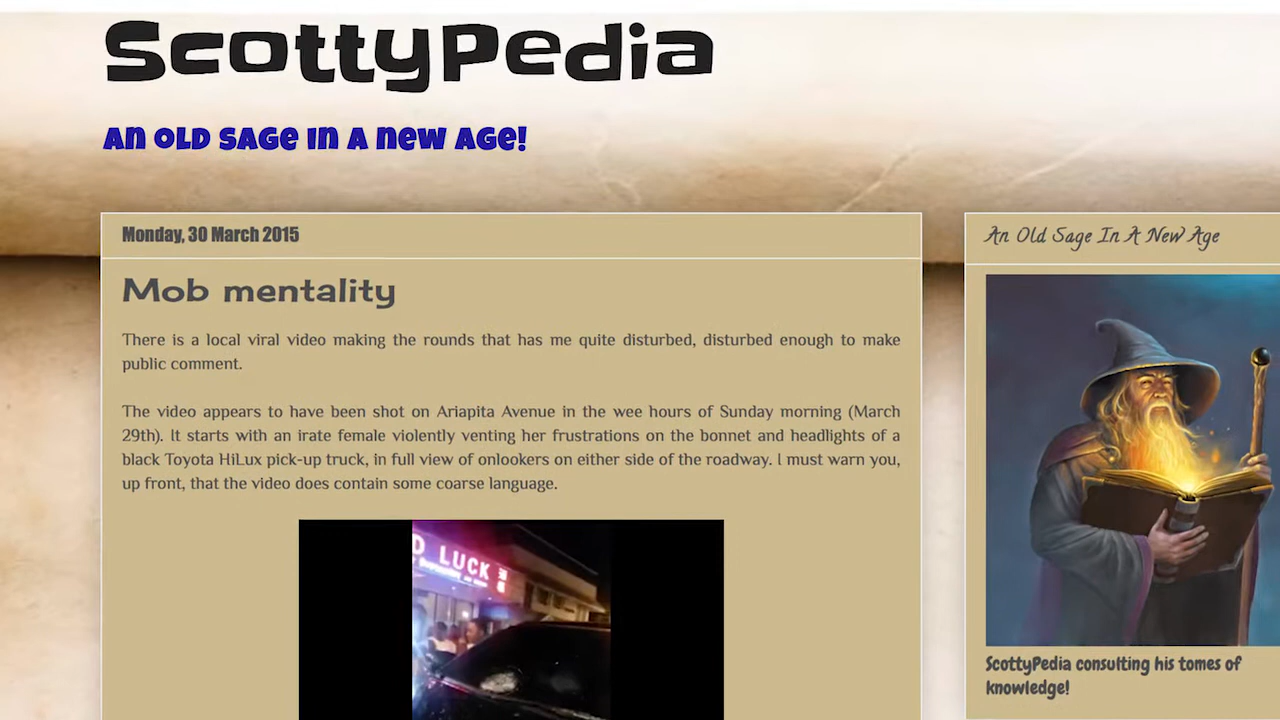 ScottyPedia
An Old Sage In A New Age!
Monday, 30 March 2015
Mob mentality
There is a local viral video making the rounds that has me quite disturbed, disturbed enough to make
public comment.
The video appears to have been shot on Ariapita Avenue in the wee hours of Sunday morning (March
29th). It starts with an irate female violently venting her frustrations on the bonnet and headlights of a
black Toyota HiLux pick-up truck, in full view of onlookers on either side of the roadway. I must warn you,
up front, that the video does contain some coarse language.
D LUCK
An Old Sage In A New Age
ScottyPedia consulting his tomes of
knowledge!